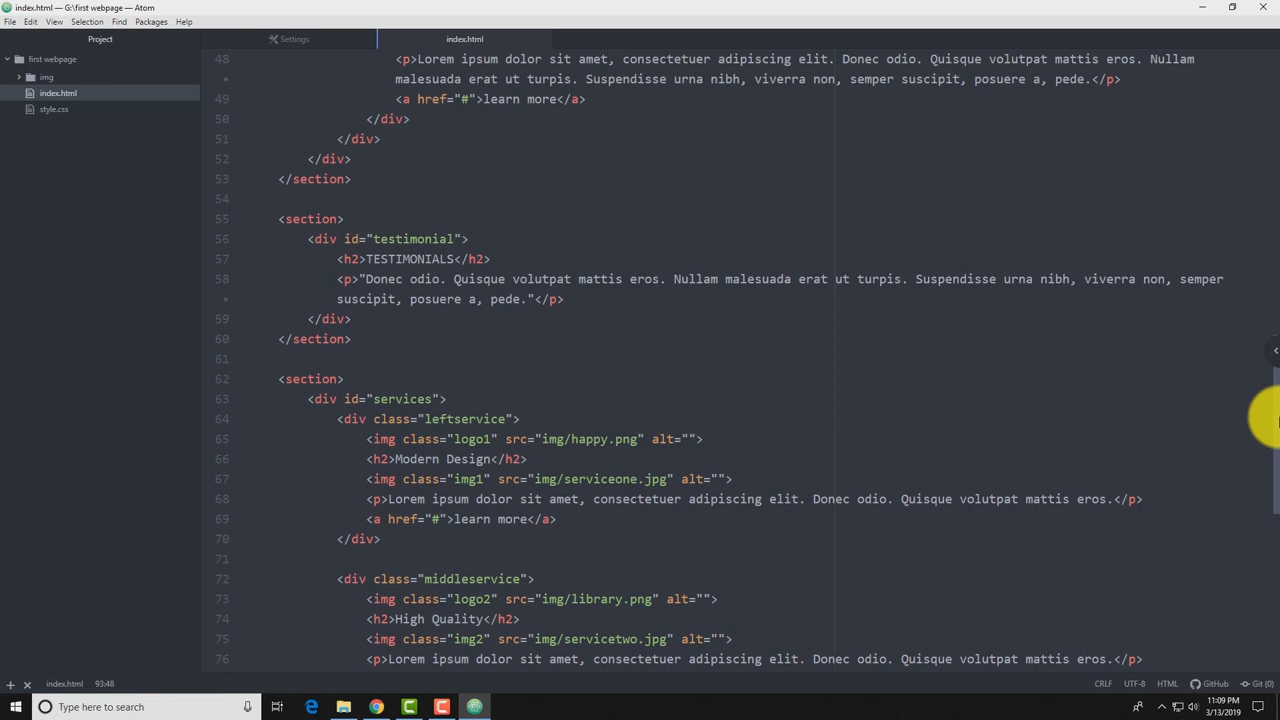 index.html — G:\first webpage — Atom
File Edit View Selection Find Packages Help
Project
Settings
index.html
first webpage
img
index.html
style.css
48 <p>Lorem ipsum dolor sit amet, consectetuer adipiscing elit. Donec odio. Quisque volutpat mattis eros. Nullam
• malesuada erat ut turpis. Suspendisse urna nibh, viverra non, semper suscipit, posuere a, pede.</p>
49 <a href="#">learn more</a>
50 </div>
51 </div>
52 </div>
53 </section>
54
55 <section>
56 <div id="testimonial">
57 <h2>TESTIMONIALS</h2>
58 <p>"Donec odio. Quisque volutpat mattis eros. Nullam malesuada erat ut turpis. Suspendisse urna nibh, viverra non, semper
• suscipit, posuere a, pede."</p>
59 </div>
60 </section>
61
62 <section>
63 <div id="services">
64 <div class="leftservice">
65 <img class="logo1" src="img/happy.png" alt="">
66 <h2>Modern Design</h2>
67 <img class="img1" src="img/serviceone.jpg" alt="">
68 <p>Lorem ipsum dolor sit amet, consectetuer adipiscing elit. Donec odio. Quisque volutpat mattis eros.</p>
69 <a href="#">learn more</a>
70 </div>
71
72 <div class="middleservice">
73 <img class="logo2" src="img/library.png" alt="">
74 <h2>High Quality</h2>
75 <img class="img2" src="img/servicetwo.jpg" alt="">
76 <p>Lorem ipsum dolor sit amet, consectetuer adipiscing elit. Donec odio. Quisque volutpat mattis eros.</p>
index.html 93:48 CRLF UTF-8 HTML GitHub Git (0)
Type here to search
11:09 PM
3/13/2019